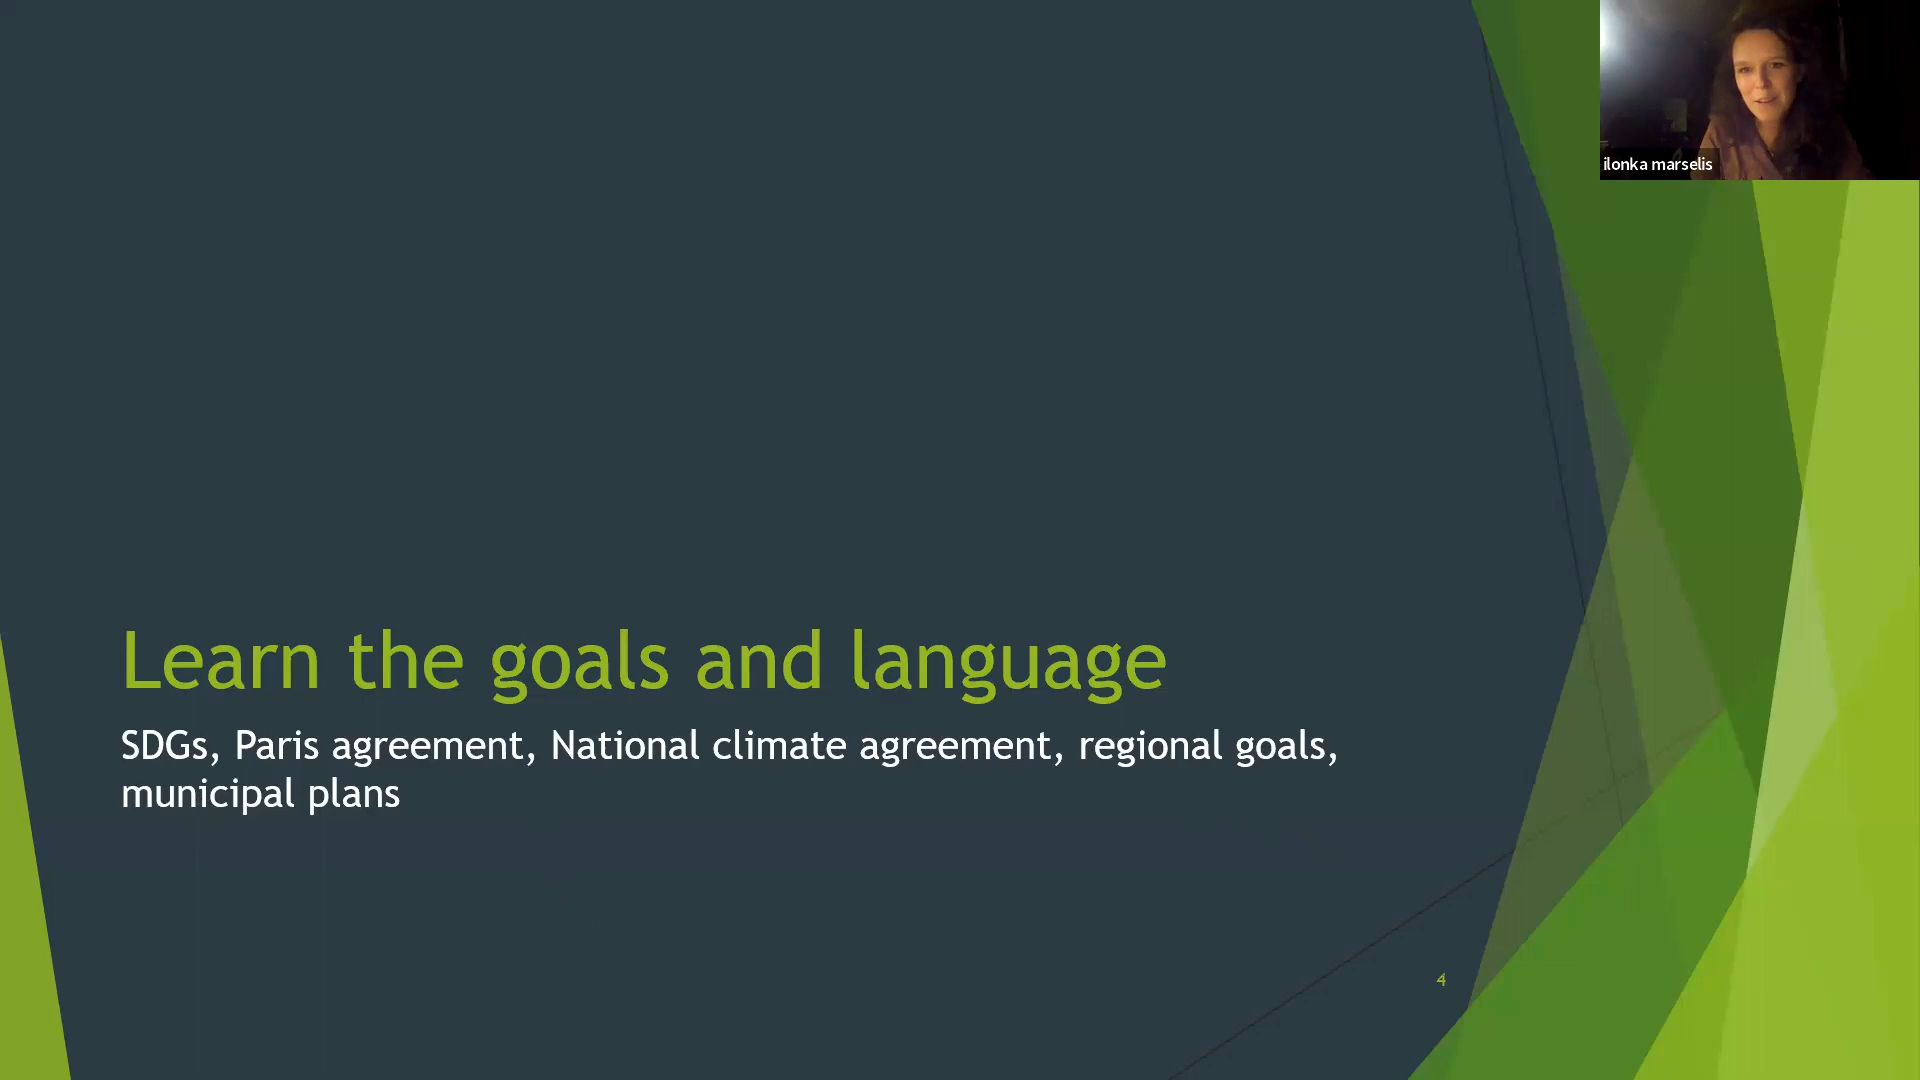 ilonka marselis
Learn the goals and language
SDGs, Paris agreement, National climate agreement, regional goals,
municipal plans
4